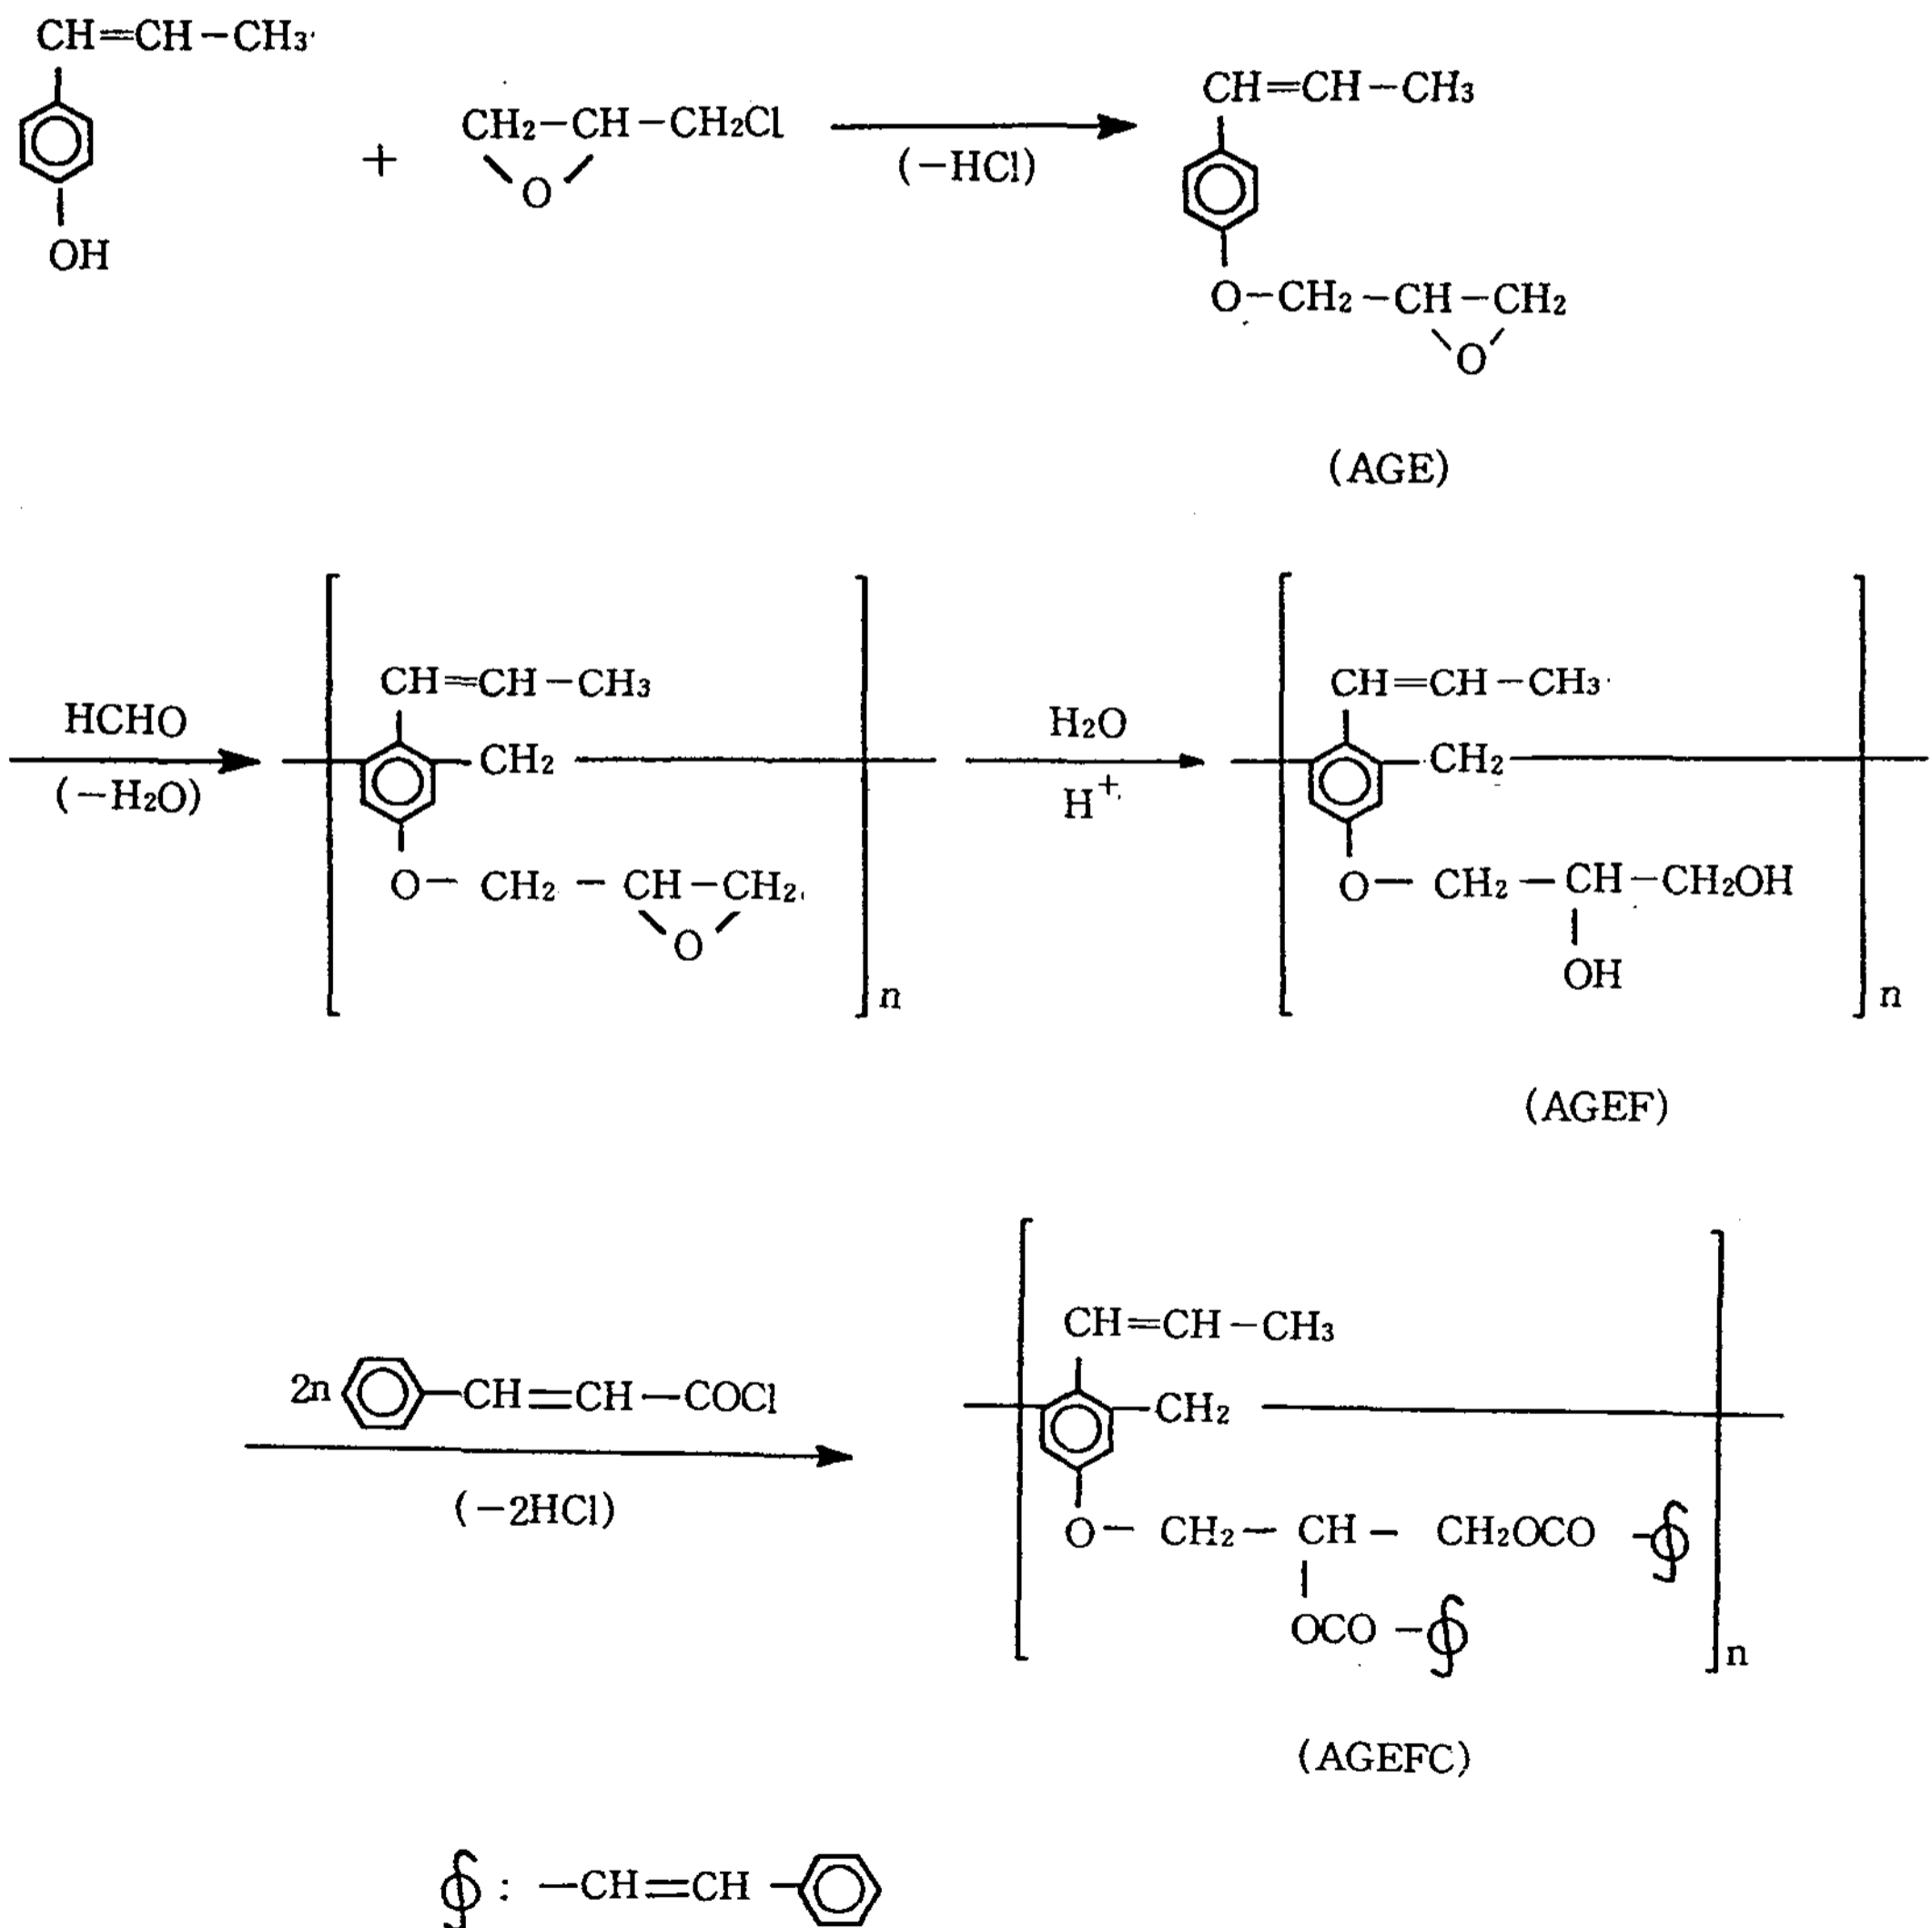 CH=CH-CH₃
OH
+
CH₂-CH-CH₂Cl
O
(-HCl)
CH=CH-CH₃
O-CH₂-CH-CH₂
O
(AGE)
HCHO
(-H₂O)
CH=CH-CH₃
CH₂
O- CH₂ - CH-CH₂
O
n
H₂O
H⁺
CH=CH-CH₃
CH₂
O- CH₂ - CH-CH₂OH
OH
n
(AGEF)
2n
CH=CH-COCl
(-2HCl)
CH=CH-CH₃
CH₂
O- CH₂- CH- CH₂OCO -∮
OCO -∮
n
(AGEFC)
∮ : -CH=CH-